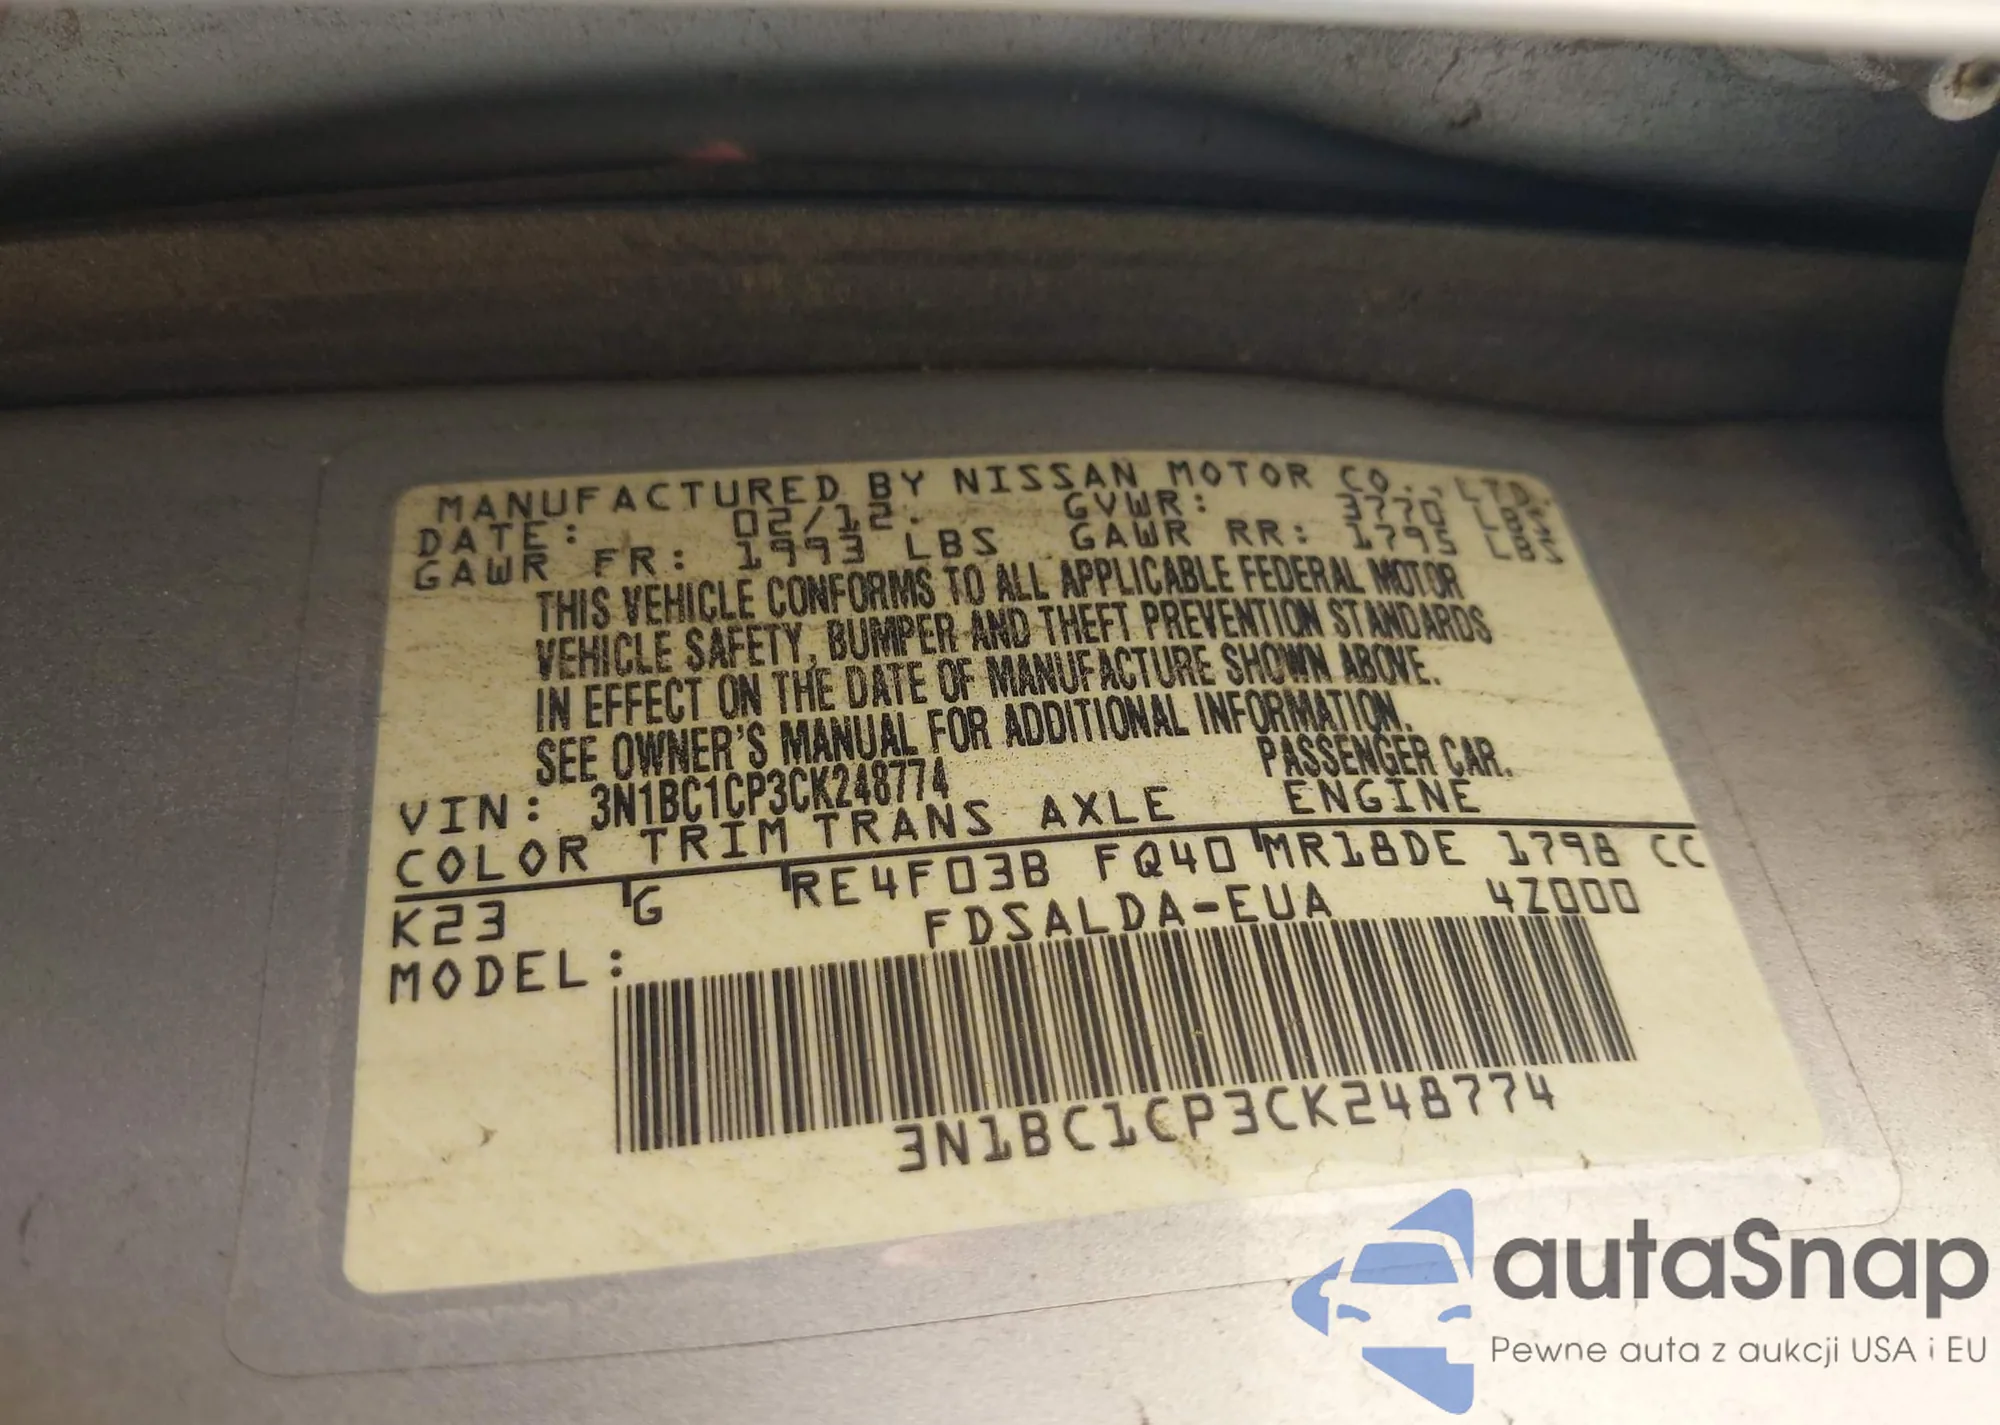 MANUFACTURED BY NISSAN MOTOR CO., LTD.
DATE: 02/12. GVWR: 3770 LBS
GAWR FR: 1993 LBS GAWR RR: 1795 LBS
THIS VEHICLE CONFORMS TO ALL APPLICABLE FEDERAL MOTOR
VEHICLE SAFETY, BUMPER AND THEFT PREVENTION STANDARDS
IN EFFECT ON THE DATE OF MANUFACTURE SHOWN ABOVE.
SEE OWNER'S MANUAL FOR ADDITIONAL INFORMATION.
VIN: 3N1BC1CP3CK248774 PASSENGER CAR.
COLOR TRIM TRANS AXLE ENGINE
K23 G RE4F03B FQ40 MR18DE 1798 CC
MODEL: FDSALDA-EUA 4Z000
3N1BC1CP3CK248774
autaSnap
Pewne auta z aukcji USA i EU